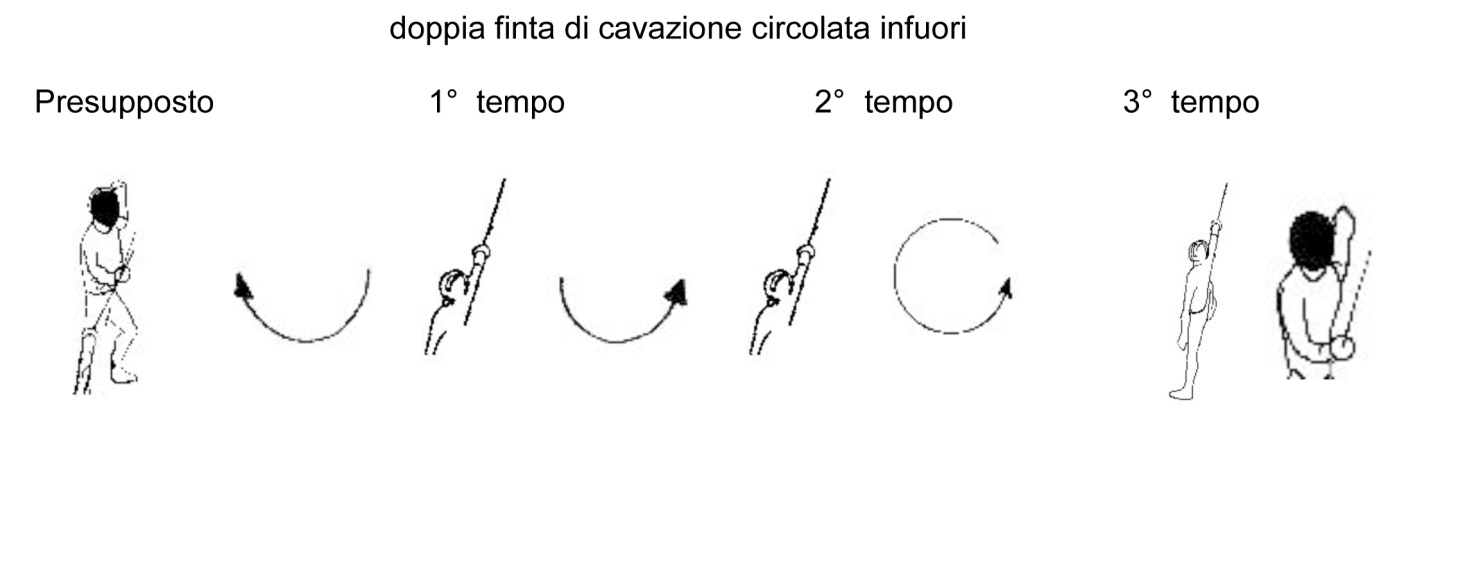 doppia finta di cavazione circolata infuori
Presupposto 1° tempo 2° tempo 3° tempo